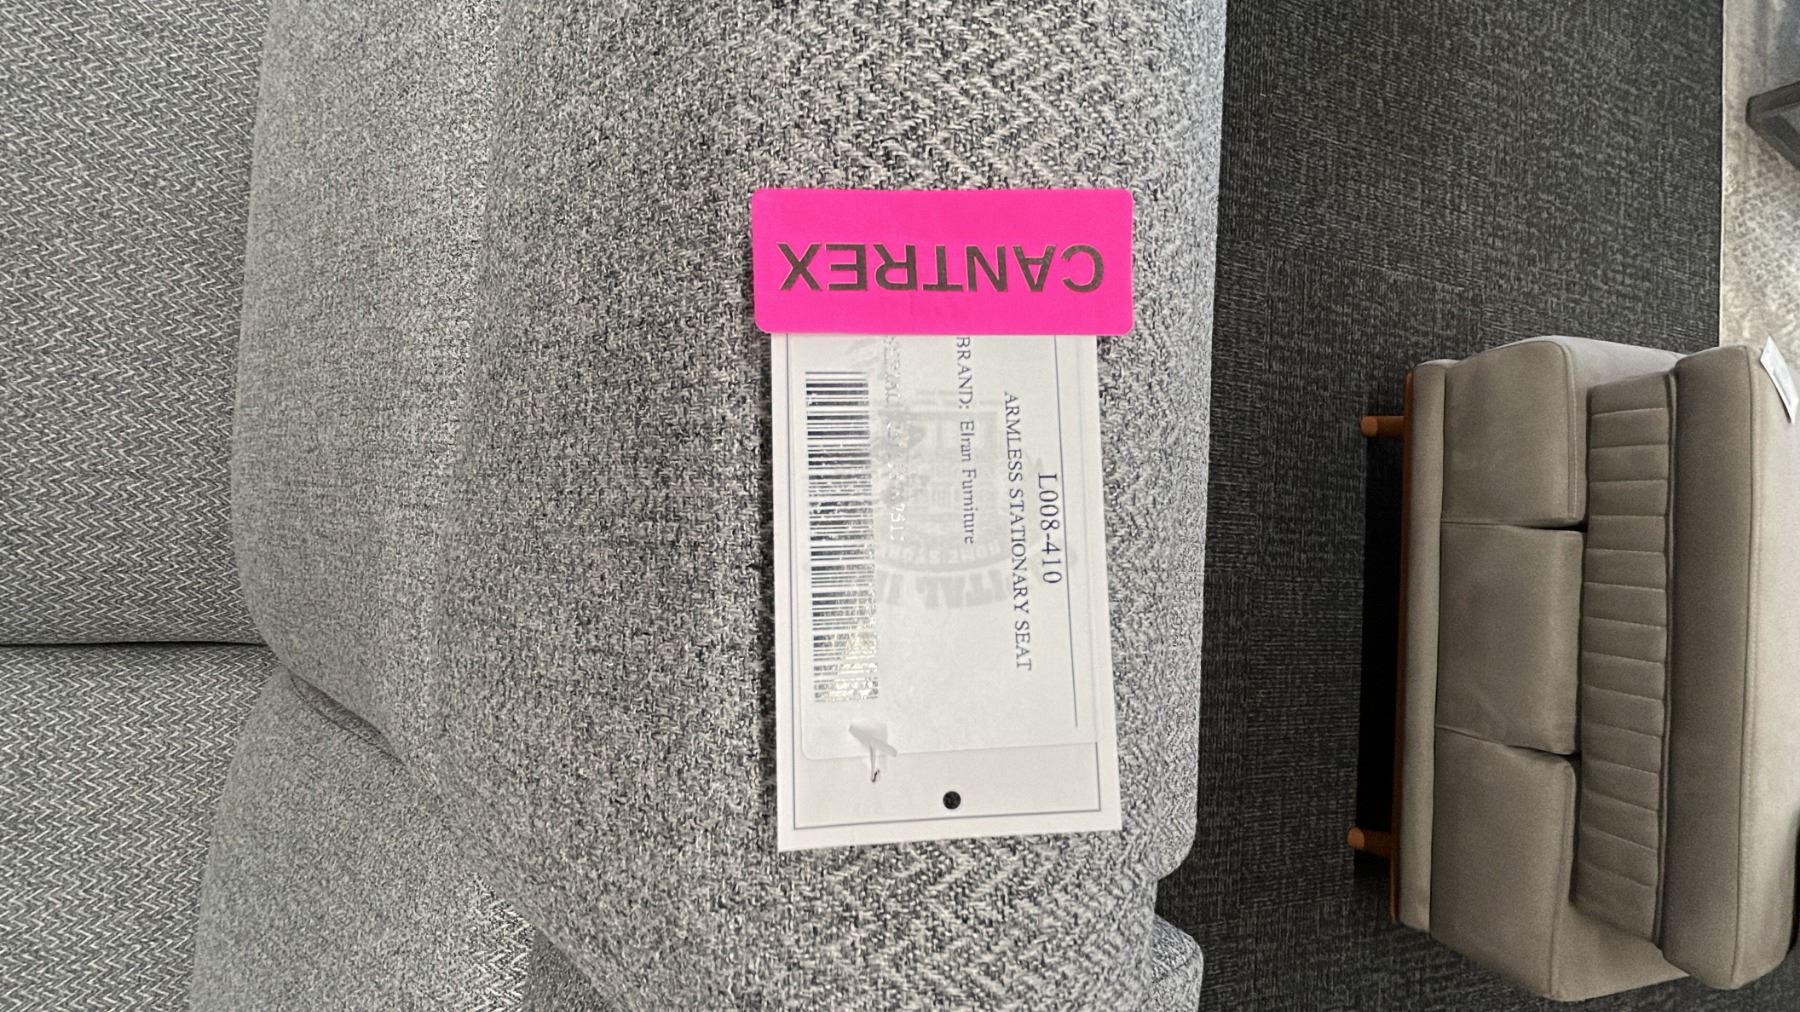 CANTREX
L008-410
ARMLESS STATIONARY SEAT
BRAND: Elran Furniture